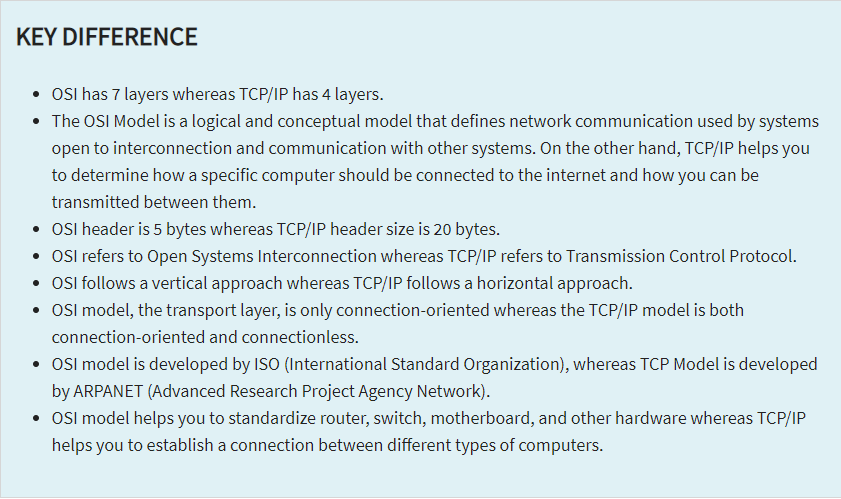 KEY DIFFERENCE
• OSI has 7 layers whereas TCP/IP has 4 layers.
• The OSI Model is a logical and conceptual model that defines network communication used by systems
open to interconnection and communication with other systems. On the other hand, TCP/IP helps you
to determine how a specific computer should be connected to the internet and how you can be
transmitted between them.
• OSI header is 5 bytes whereas TCP/IP header size is 20 bytes.
• OSI refers to Open Systems Interconnection whereas TCP/IP refers to Transmission Control Protocol.
• OSI follows a vertical approach whereas TCP/IP follows a horizontal approach.
• OSI model, the transport layer, is only connection-oriented whereas the TCP/IP model is both
connection-oriented and connectionless.
• OSI model is developed by ISO (International Standard Organization), whereas TCP Model is developed
by ARPANET (Advanced Research Project Agency Network).
• OSI model helps you to standardize router, switch, motherboard, and other hardware whereas TCP/IP
helps you to establish a connection between different types of computers.